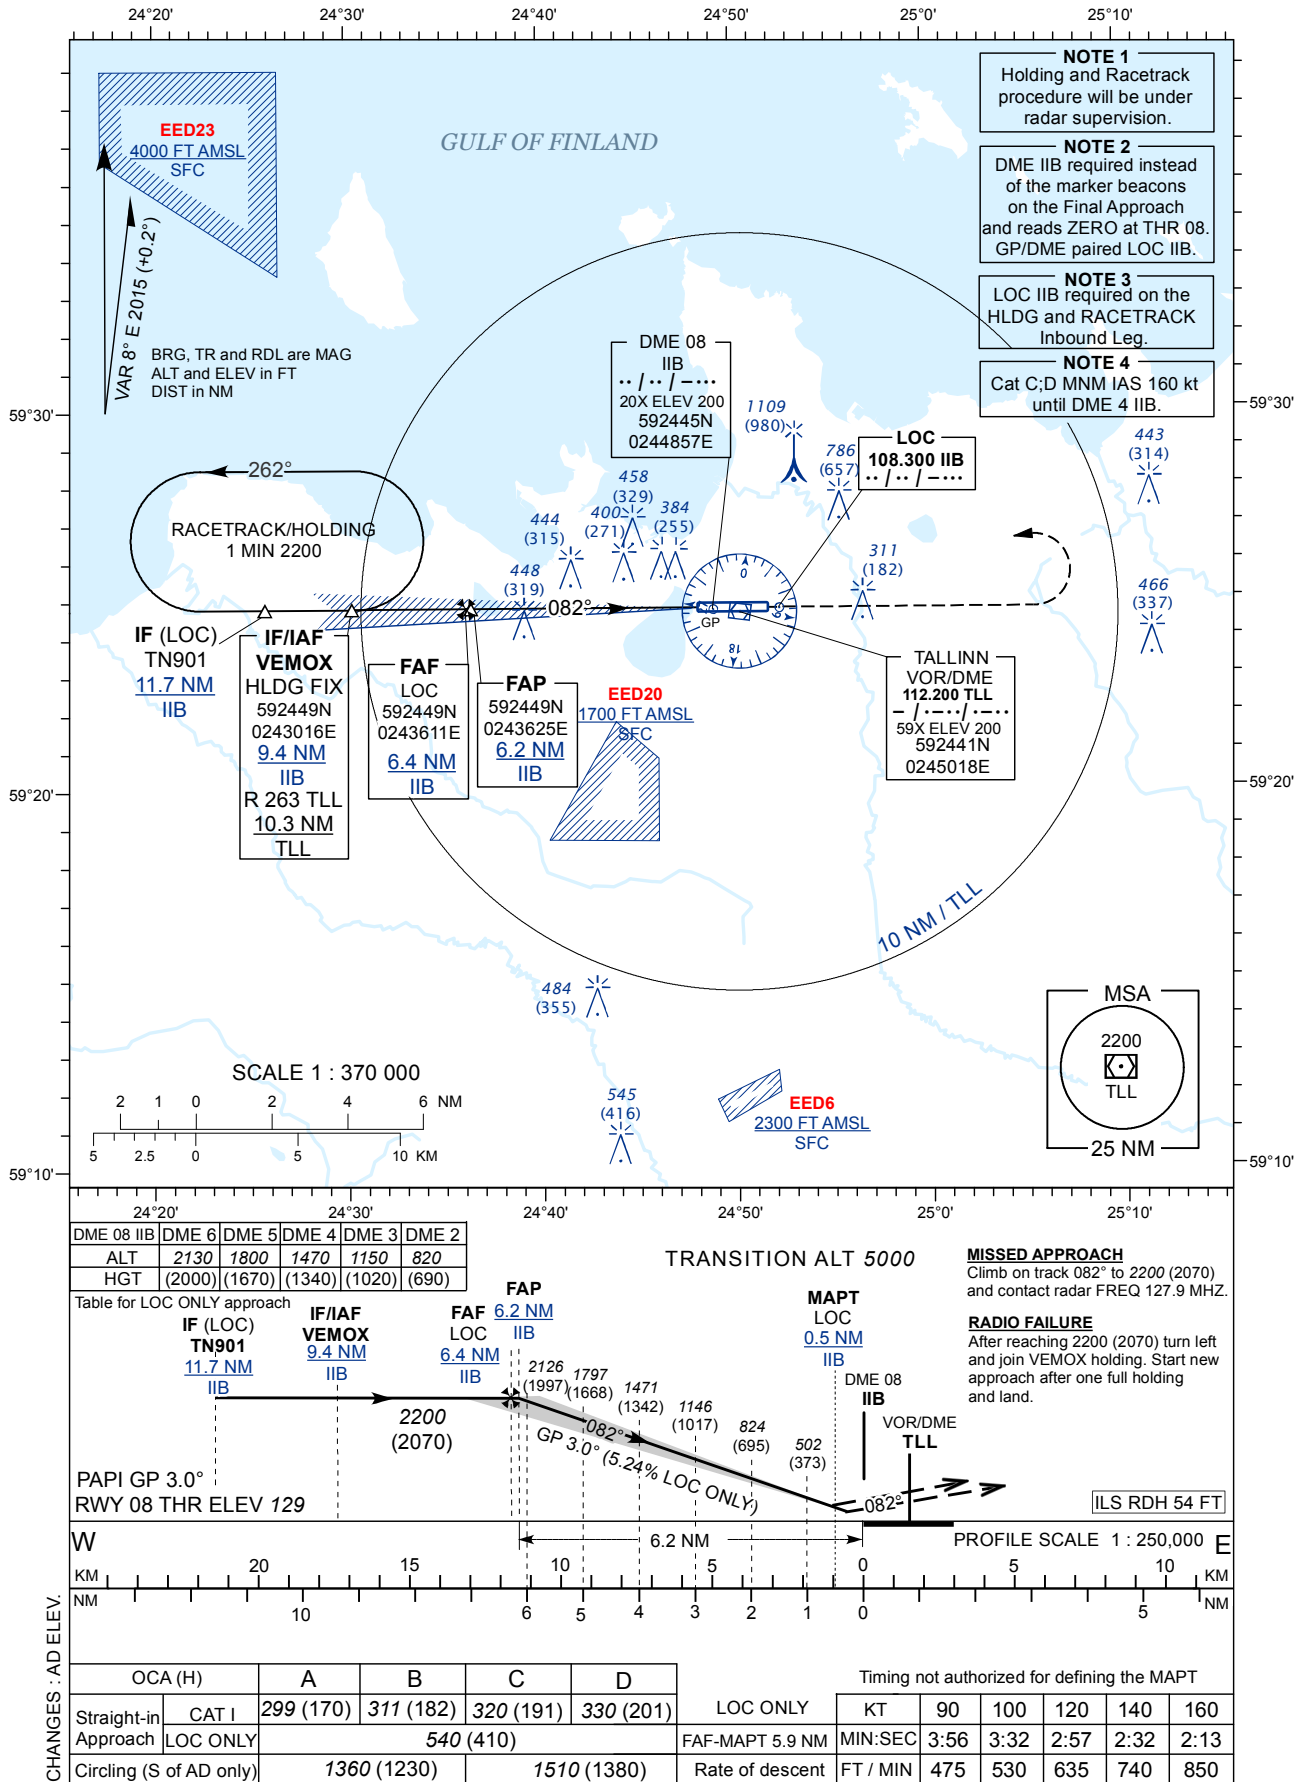 24°20' 24°30' 24°40' 24°50' 25°0' 25°10'
NOTE 1
Holding and Racetrack
procedure will be under
radar supervision.
NOTE 2
DME IIB required instead
of the marker beacons
on the Final Approach
and reads ZERO at THR 08.
GP/DME paired LOC IIB.
NOTE 3
LOC IIB required on the
HLDG and RACETRACK
Inbound Leg.
NOTE 4
Cat C;D MNM IAS 160 kt
until DME 4 IIB.
EED23
4000 FT AMSL
SFC
GULF OF FINLAND
VAR 8° E 2015 (+0.2°)
BRG, TR and RDL are MAG
ALT and ELEV in FT
DIST in NM
59°30' 59°30'
DME 08
IIB
·· / ·· / –···
20X ELEV 200
592445N
0244857E
1109
(980)
786
(657)
LOC
108.300 IIB
·· / ·· / –···
443
(314)
262°
RACETRACK/HOLDING
1 MIN 2200
458
(329)
400
(271)
384
(255)
444
(315)
448
(319)
311
(182)
466
(337)
082°
GP
0
9
18
IF (LOC)
TN901
11.7 NM
IIB
IF/IAF
VEMOX
HLDG FIX
592449N
0243016E
9.4 NM
IIB
R 263 TLL
10.3 NM
TLL
FAF
LOC
592449N
0243611E
6.4 NM
IIB
FAP
592449N
0243625E
6.2 NM
IIB
EED20
1700 FT AMSL
SFC
TALLINN
VOR/DME
112.200 TLL
– / ·–·· / ·–··
59X ELEV 200
592441N
0245018E
59°20' 59°20'
10 NM / TLL
484
(355)
MSA
2200
TLL
25 NM
SCALE 1 : 370 000
2 1 0 2 4 6 NM
5 2.5 0 5 10 KM
545
(416)
EED6
2300 FT AMSL
SFC
59°10' 59°10'
24°20' 24°30' 24°40' 24°50' 25°0' 25°10'
DME 08 IIB DME 6 DME 5 DME 4 DME 3 DME 2
ALT 2130 1800 1470 1150 820
HGT (2000) (1670) (1340) (1020) (690)
Table for LOC ONLY approach
TRANSITION ALT 5000
MISSED APPROACH
Climb on track 082° to 2200 (2070)
and contact radar FREQ 127.9 MHZ.
RADIO FAILURE
After reaching 2200 (2070) turn left
and join VEMOX holding. Start new
approach after one full holding
and land.
IF (LOC)
TN901
11.7 NM
IIB
IF/IAF
VEMOX
9.4 NM
IIB
FAF
LOC
6.4 NM
IIB
FAP
6.2 NM
IIB
MAPT
LOC
0.5 NM
IIB
DME 08
IIB
VOR/DME
TLL
2126
(1997)
1797
(1668)
1471
(1342)
1146
(1017)
824
(695)
502
(373)
2200
(2070)
082°
GP 3.0° (5.24% LOC ONLY)
082°
PAPI GP 3.0°
RWY 08 THR ELEV 129
ILS RDH 54 FT
W 6.2 NM PROFILE SCALE 1 : 250,000 E
KM 20 15 10 5 0 5 10 KM
NM 10 6 5 4 3 2 1 0 5 NM
CHANGES : AD ELEV.
OCA (H) A B C D Timing not authorized for defining the MAPT
Straight-in Approach CAT I 299 (170) 311 (182) 320 (191) 330 (201) LOC ONLY KT 90 100 120 140 160
LOC ONLY 540 (410) FAF-MAPT 5.9 NM MIN:SEC 3:56 3:32 2:57 2:32 2:13
Circling (S of AD only) 1360 (1230) 1510 (1380) Rate of descent FT / MIN 475 530 635 740 850